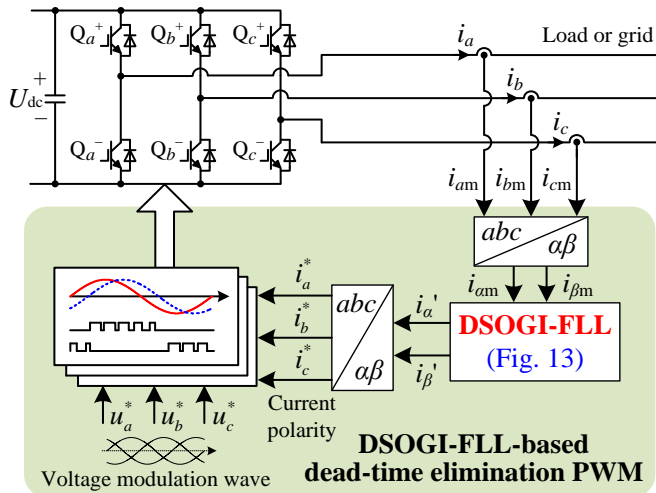 Q_a^+ Q_b^+ Q_c^+
i_a Load or grid
+ U_dc −
i_b
i_c
Q_a^- Q_b^- Q_c^-
i_am i_bm i_cm
abc αβ
i_αm i_βm
i_a^* abc αβ i_α' DSOGI-FLL
i_b^* (Fig. 13)
i_c^* i_β'
u_a^* u_b^* u_c^* Current
polarity
DSOGI-FLL-based
dead-time elimination PWM
Voltage modulation wave